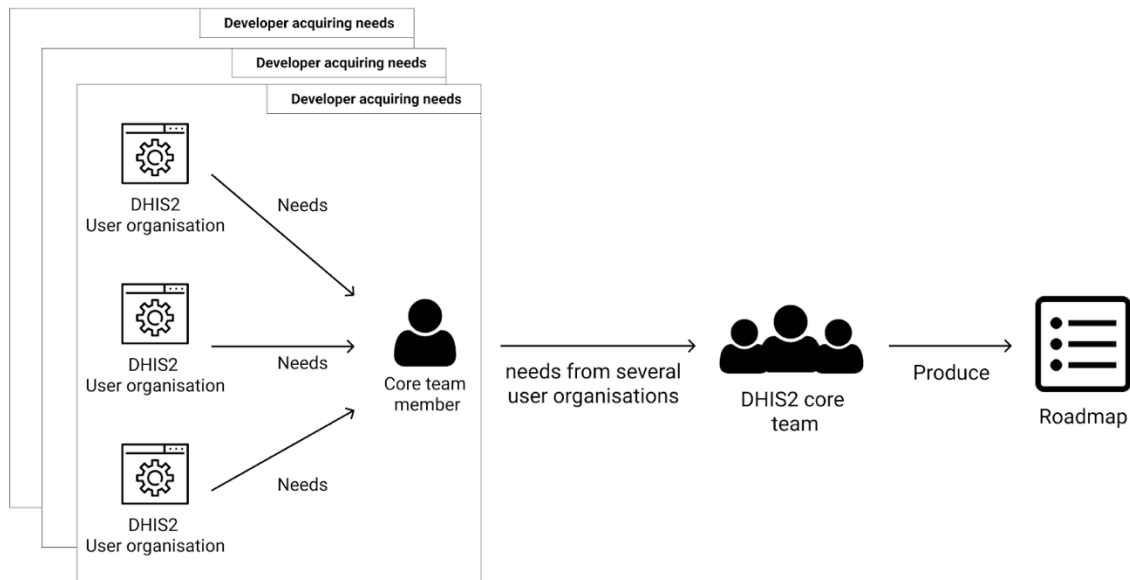 Developer acquiring needs
Developer acquiring needs
Developer acquiring needs
DHIS2
User organisation
Needs
DHIS2
User organisation
Needs
DHIS2
User organisation
Needs
Core team
member
needs from several
user organisations
DHIS2 core
team
Produce
Roadmap